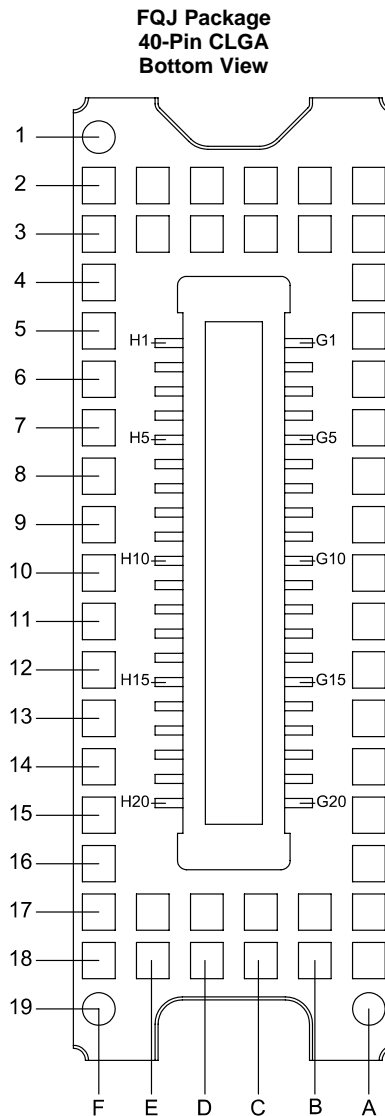 FQJ Package
40-Pin CLGA
Bottom View
1
2
3
4
5
H1 G1
6
7
H5 G5
8
9
10
H10 G10
11
12
H15 G15
13
14
15
H20 G20
16
17
18
19
F E D C B A